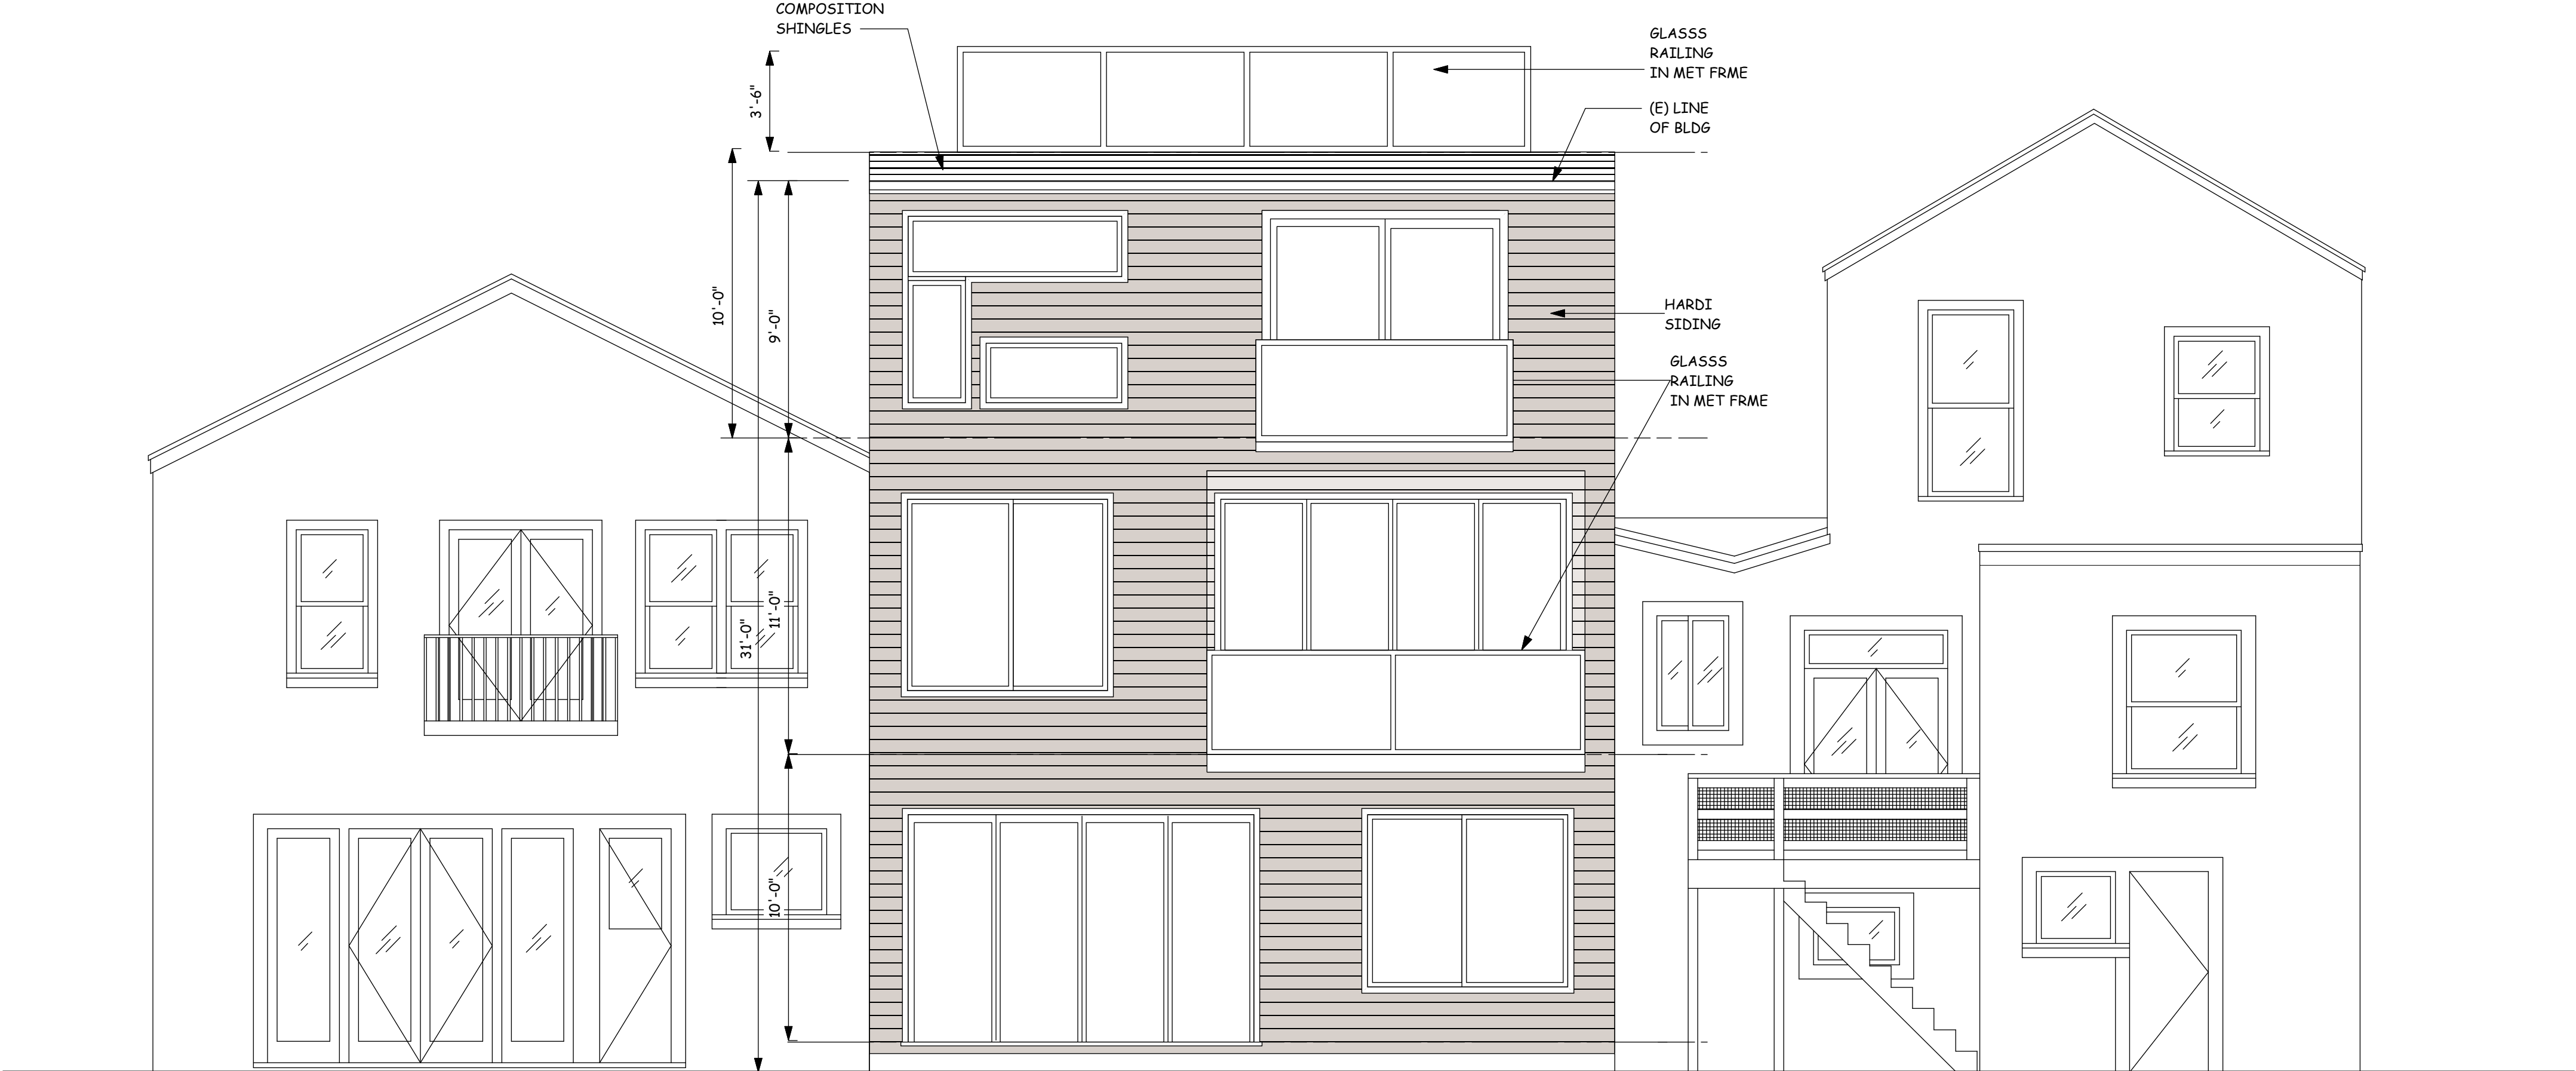 COMPOSITION
SHINGLES
GLASSS
RAILING
IN MET FRME
3'-6"
(E) LINE
OF BLDG
10'-0"
9'-0"
HARDI
SIDING
GLASSS
RAILING
IN MET FRME
11'-0"
31'-0"
10'-0"